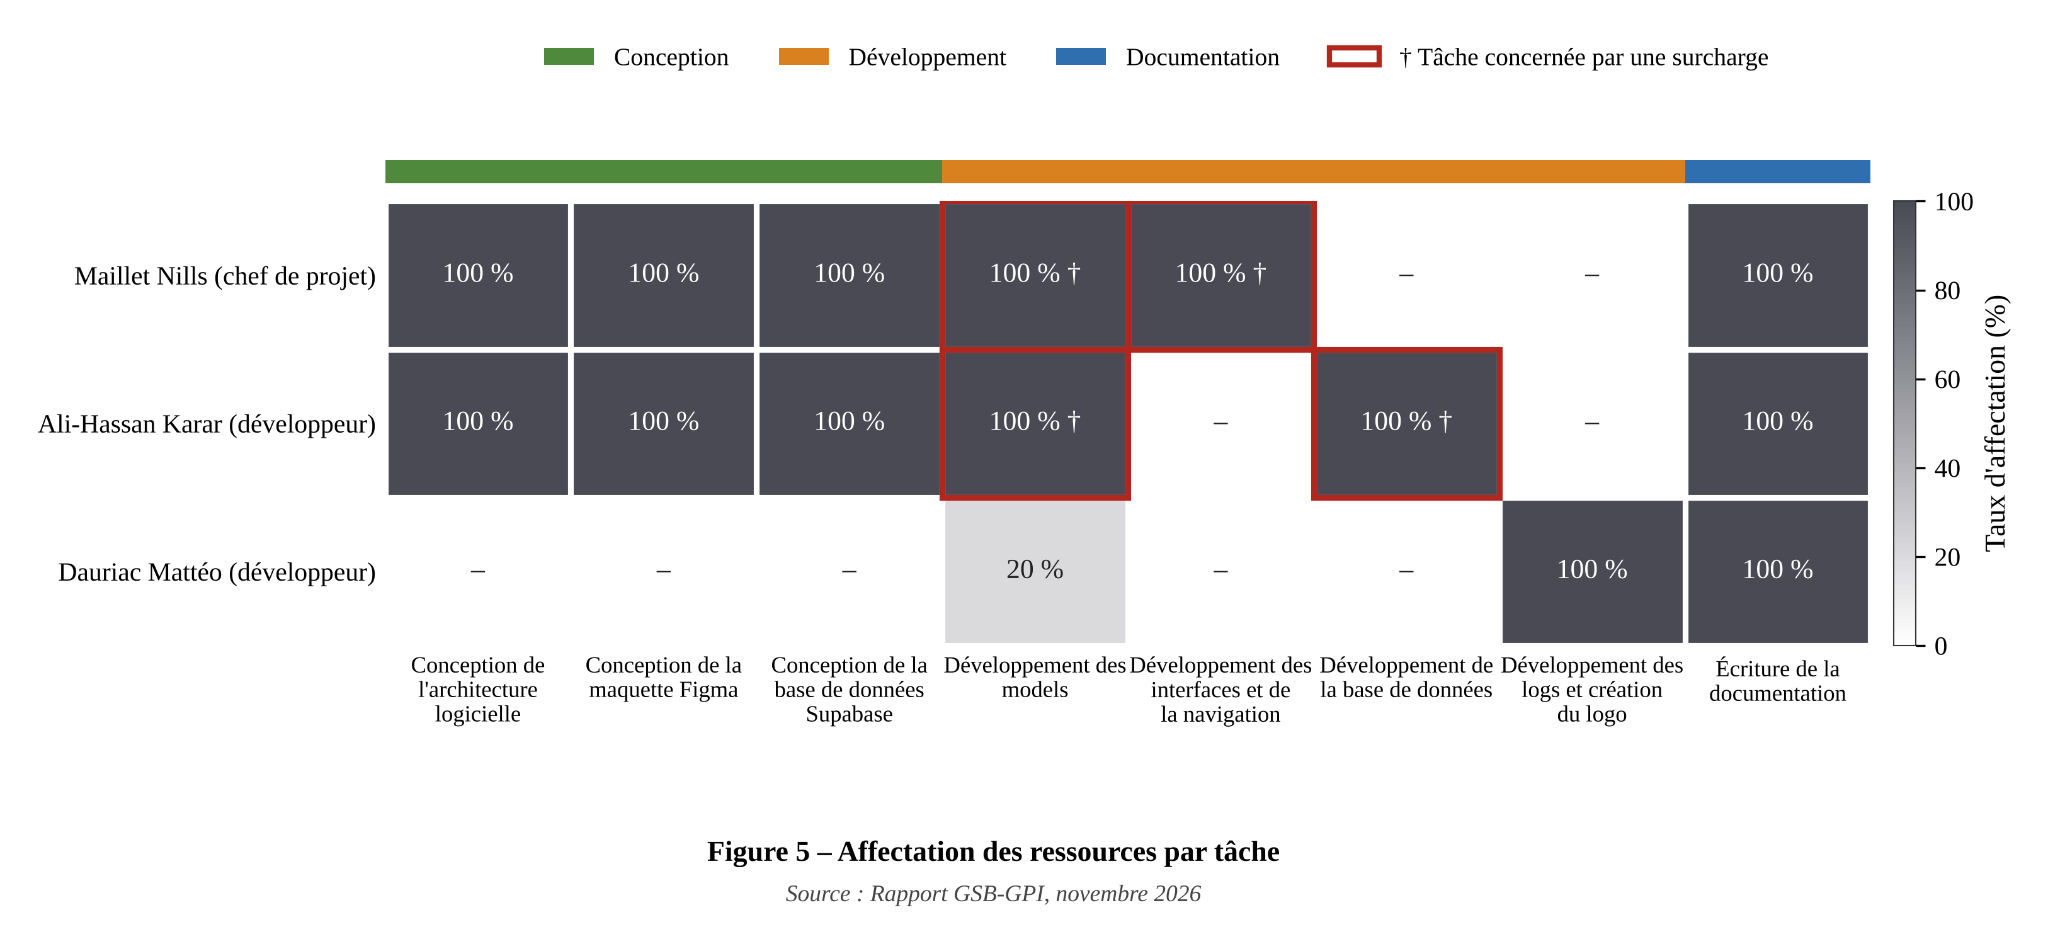 Conception
Développement
Documentation
† Tâche concernée par une surcharge
Maillet Nills (chef de projet)
100 %
100 %
100 %
100 % †
100 % †
–
–
100 %
Ali-Hassan Karar (développeur)
100 %
100 %
100 %
100 % †
–
100 % †
–
100 %
Dauriac Mattéo (développeur)
–
–
–
20 %
–
–
100 %
100 %
Conception de
l'architecture
logicielle
Conception de la
maquette Figma
Conception de la
base de données
Supabase
Développement des
models
Développement des
interfaces et de
la navigation
Développement de
la base de données
Développement des
logs et création
du logo
Écriture de la
documentation
100
80
60
40
20
0
Taux d'affectation (%)
Figure 5 – Affectation des ressources par tâche
Source : Rapport GSB-GPI, novembre 2026